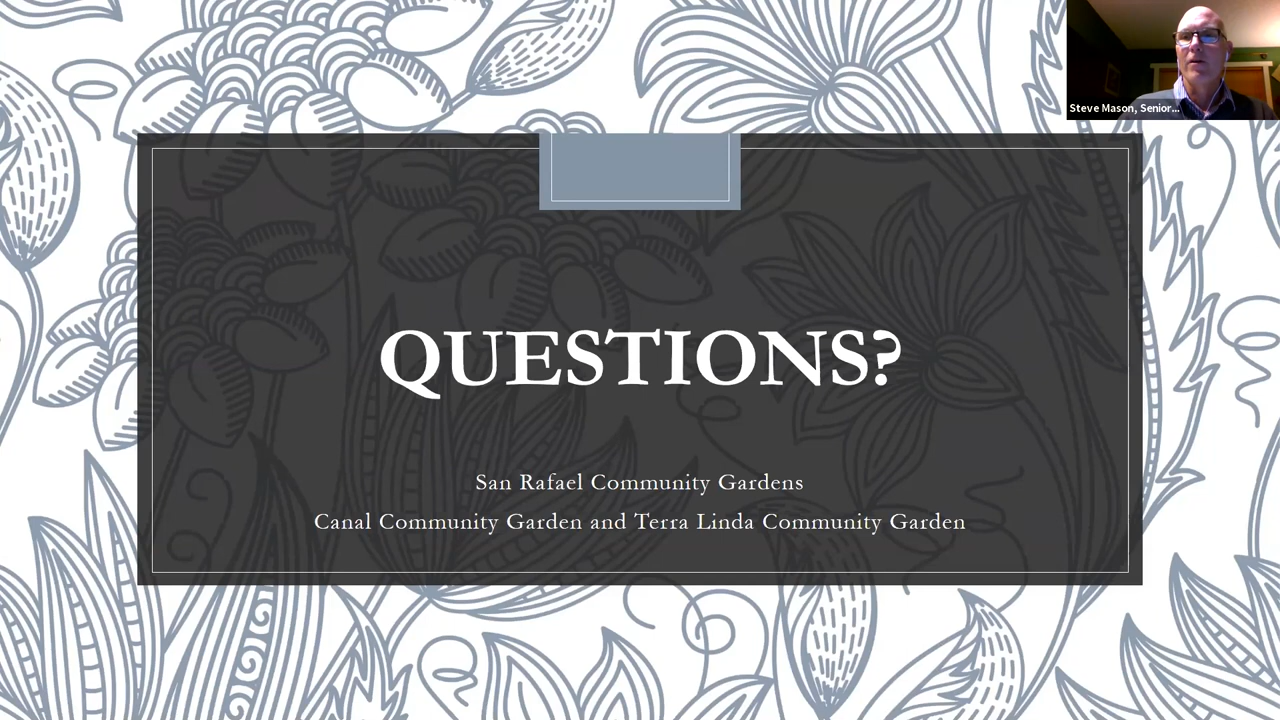 Steve Mason, Senior...
QUESTIONS?
San Rafael Community Gardens
Canal Community Garden and Terra Linda Community Garden